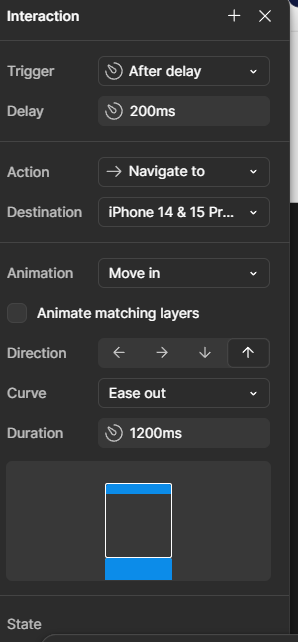 Interaction
Trigger After delay
Delay 200ms
Action Navigate to
Destination iPhone 14 & 15 Pr...
Animation Move in
Animate matching layers
Direction
Curve Ease out
Duration 1200ms
State